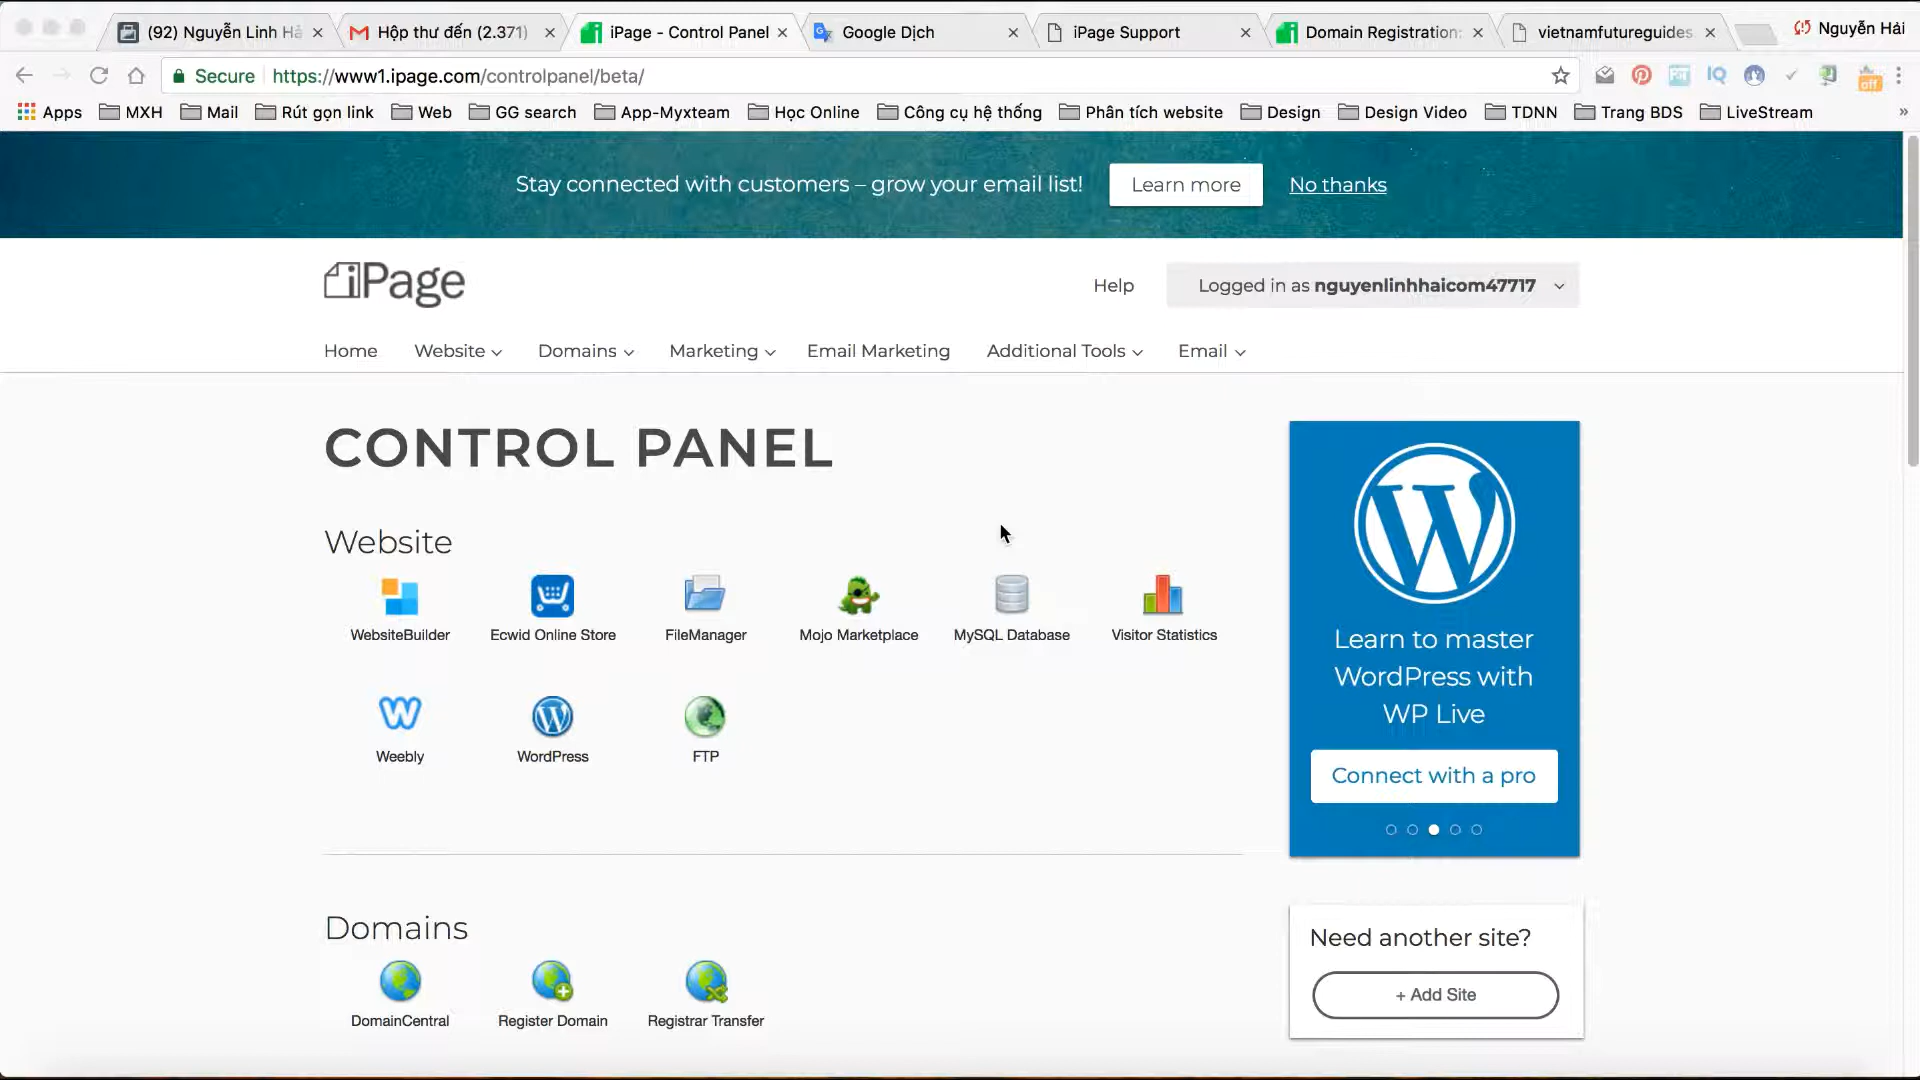 (92) Nguyễn Linh Hả
Hộp thư đến (2.371)
iPage - Control Panel
Google Dịch
iPage Support
Domain Registration:
vietnamfutureguides.
Nguyễn Hải
Secure
https://www1.ipage.com/controlpanel/beta/
IQ
off
Apps
MXH
Mail
Rút gọn link
Web
GG search
App-Myxteam
Học Online
Công cụ hệ thống
Phân tích website
Design
Design Video
TDNN
Trang BDS
LiveStream
»
Stay connected with customers – grow your email list!
Learn more
No thanks
iPage
Help
Logged in as nguyenlinhhaicom47717
Home
Website
Domains
Marketing
Email Marketing
Additional Tools
Email
CONTROL PANEL
Website
WebsiteBuilder
Ecwid Online Store
FileManager
Mojo Marketplace
MySQL Database
Visitor Statistics
Weebly
WordPress
FTP
Learn to master
WordPress with
WP Live
Connect with a pro
Domains
DomainCentral
Register Domain
Registrar Transfer
Need another site?
+ Add Site